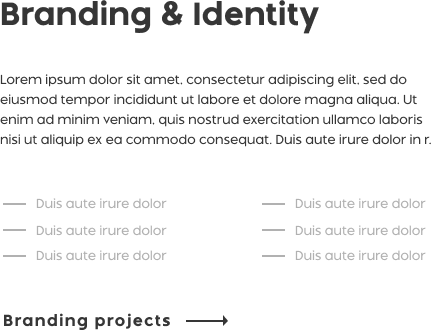 Branding & Identity
Lorem ipsum dolor sit amet, consectetur adipiscing elit, sed do
eiusmod tempor incididunt ut labore et dolore magna aliqua. Ut
enim ad minim veniam, quis nostrud exercitation ullamco laboris
nisi ut aliquip ex ea commodo consequat. Duis aute irure dolor in r.
Duis aute irure dolor
Duis aute irure dolor
Duis aute irure dolor
Duis aute irure dolor
Duis aute irure dolor
Duis aute irure dolor
Branding projects